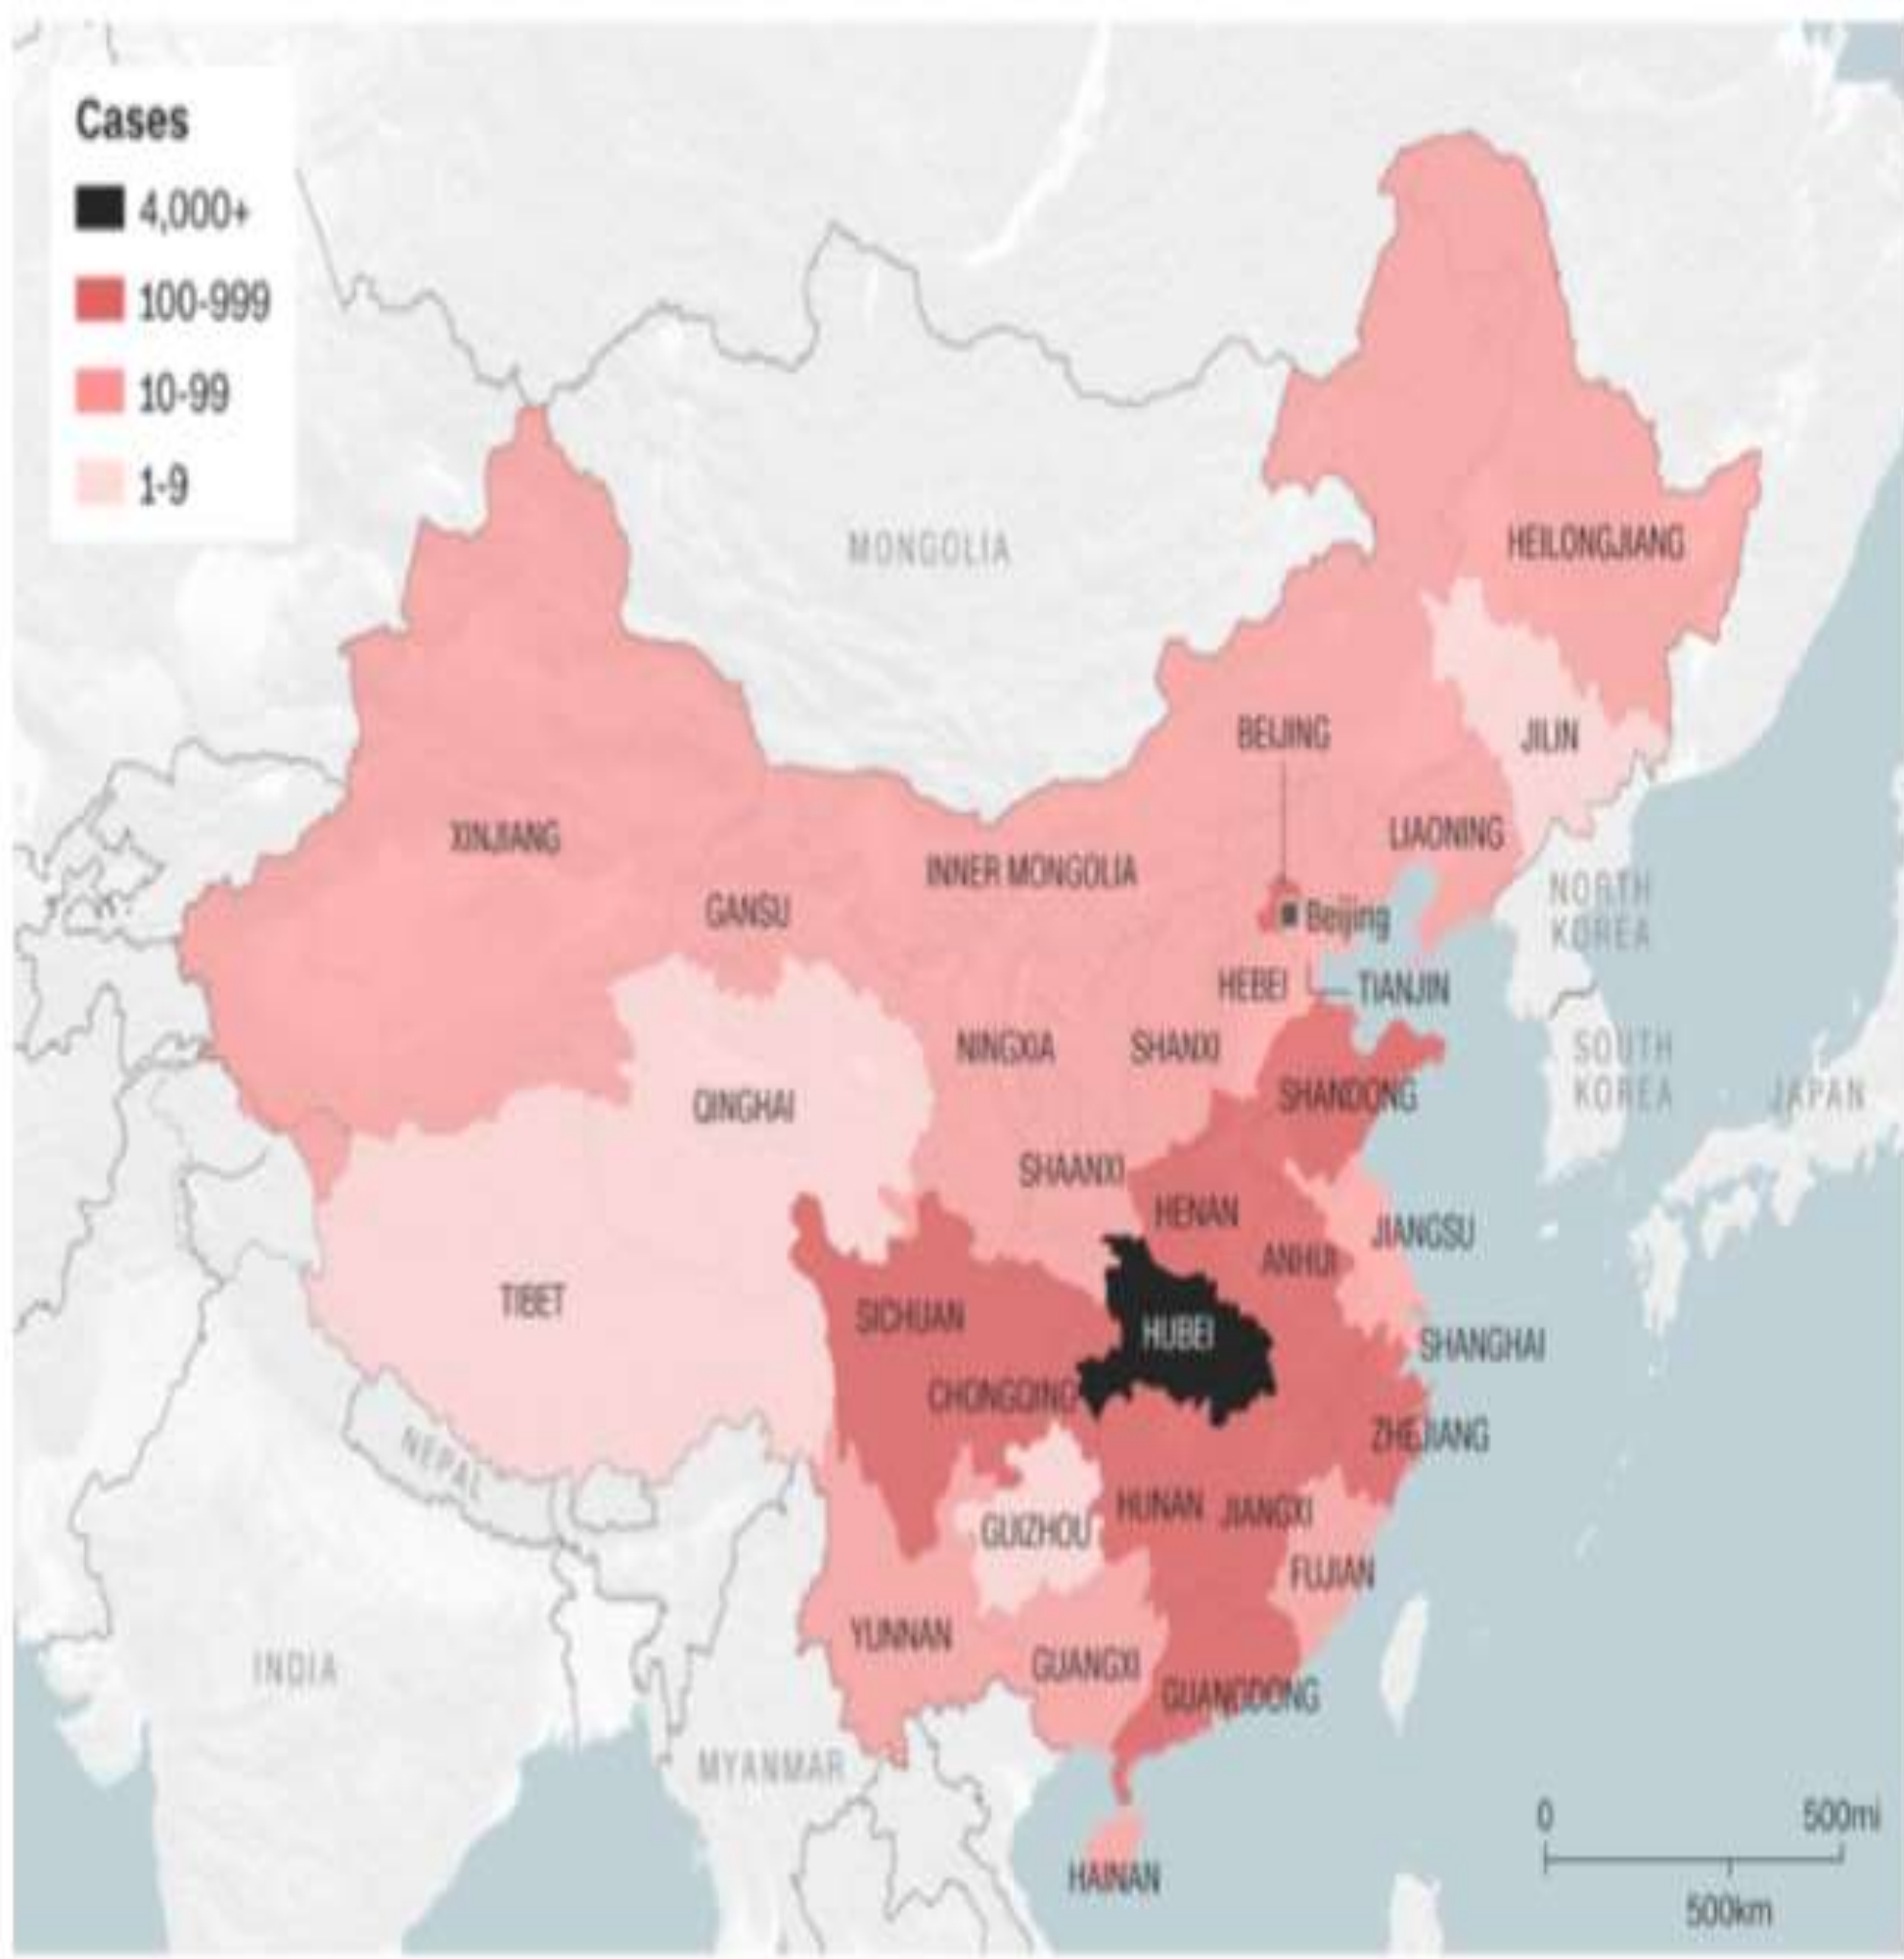 Cases
4,000+
100-999
10-99
1-9
MONGOLIA
HEILONGJIANG
BEIJING
JILIN
XINJIANG
LIAONING
INNER MONGOLIA
GANSU
Beijing
NORTH
KOREA
HEBEI
TIANJIN
NINGXIA
SHANXI
SOUTH
KOREA
JAPAN
QINGHAI
SHANDONG
SHAANXI
HENAN
JIANGSU
ANHUI
TIBET
SICHUAN
HUBEI
SHANGHAI
CHONGQING
ZHEJIANG
NEPAL
HUNAN
JIANGXI
GUIZHOU
FUJIAN
YUNNAN
INDIA
GUANGXI
GUANGDONG
MYANMAR
HAINAN
0
500mi
500km